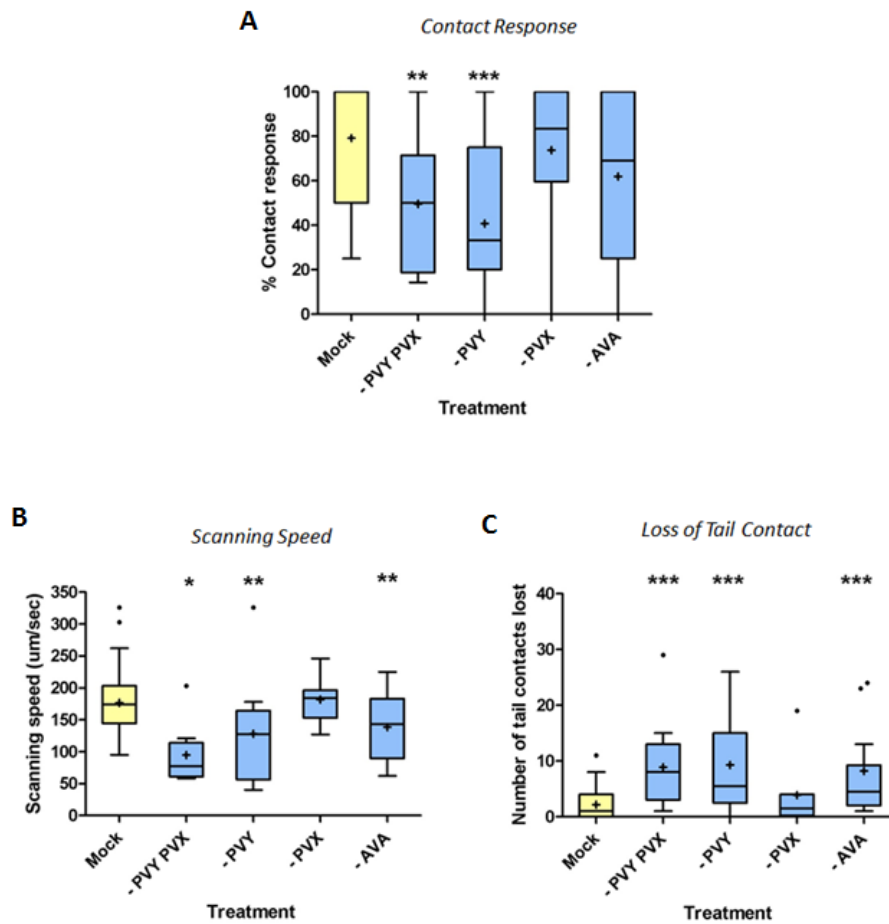 A
Contact Response
** ***
% Contact response
100
80
60
40
20
0
Mock
- PVY PVX
- PVY
- PVX
- AVA
Treatment
B
Scanning Speed
* ** **
Scanning speed (um/sec)
350
300
250
200
150
100
50
0
Mock
- PVY PVX
- PVY
- PVX
- AVA
Treatment
C
Loss of Tail Contact
*** *** ***
Number of tail contacts lost
40
30
20
10
0
Mock
- PVY PVX
- PVY
- PVX
- AVA
Treatment